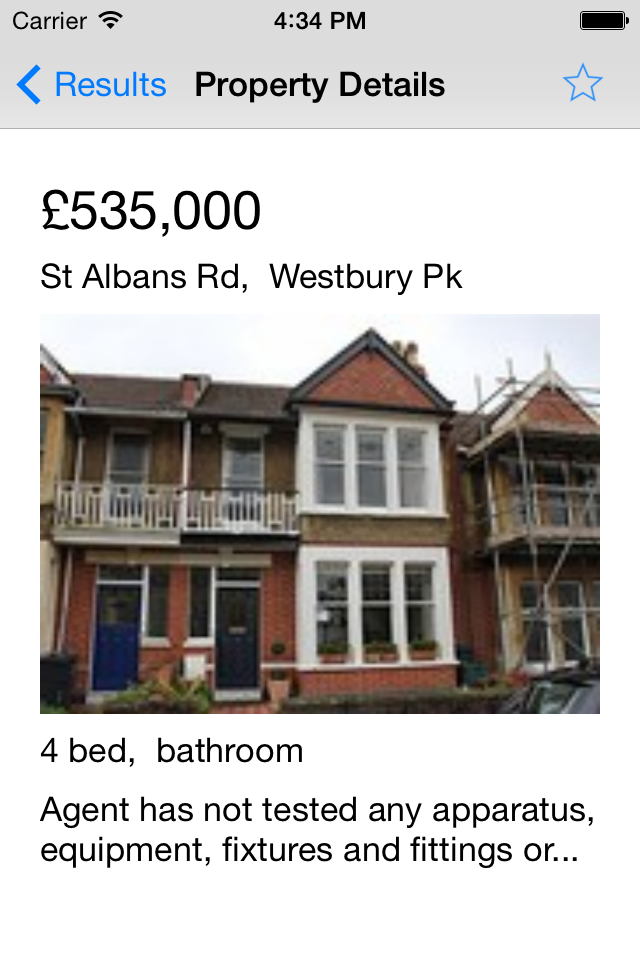 Carrier 4:34 PM
Results Property Details
£535,000
St Albans Rd, Westbury Pk
4 bed, bathroom
Agent has not tested any apparatus,
equipment, fixtures and fittings or...